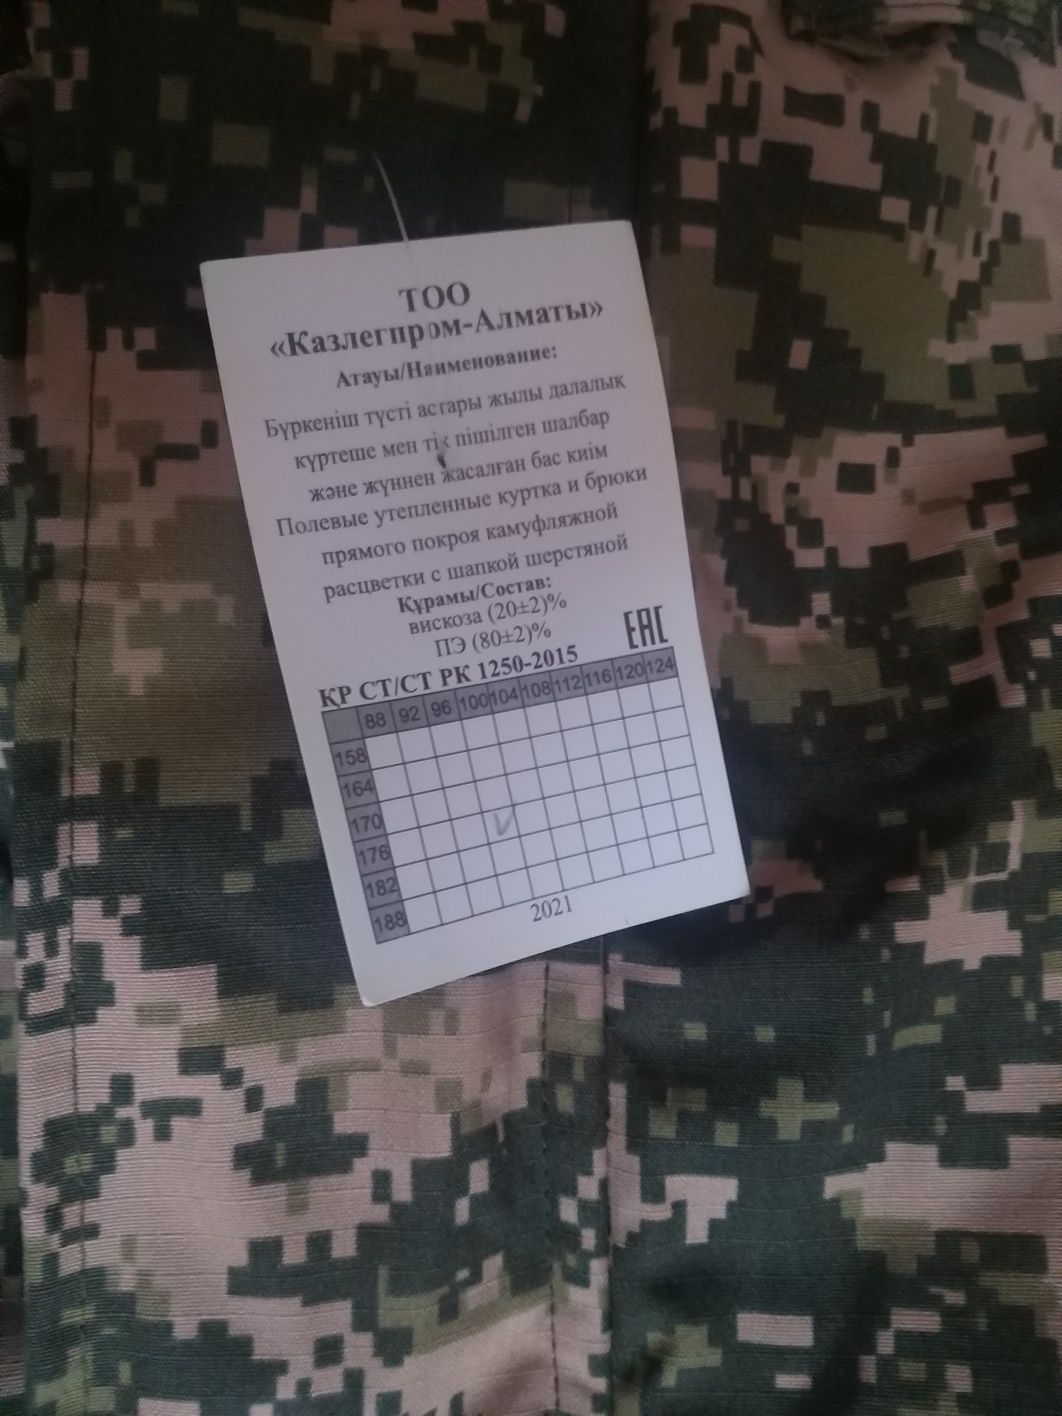 ТОО
«Казлегпром-Алматы»
Атауы/Наименование:
Бүркеніш түсті астары жылы далалық
күртеше мен тік пішілген шалбар
және жүннен жасалған бас киім
Полевые утепленные куртка и брюки
прямого покроя камуфляжной
расцветки с шапкой шерстяной
Құрамы/Состав:
вискоза (20±2)%
ПЭ (80±2)%
EAC
ҚР СТ/СТ РК 1250-2015
88 92 96 100 104 108 112 116 120 124
158
164
170
176
182
188
2021